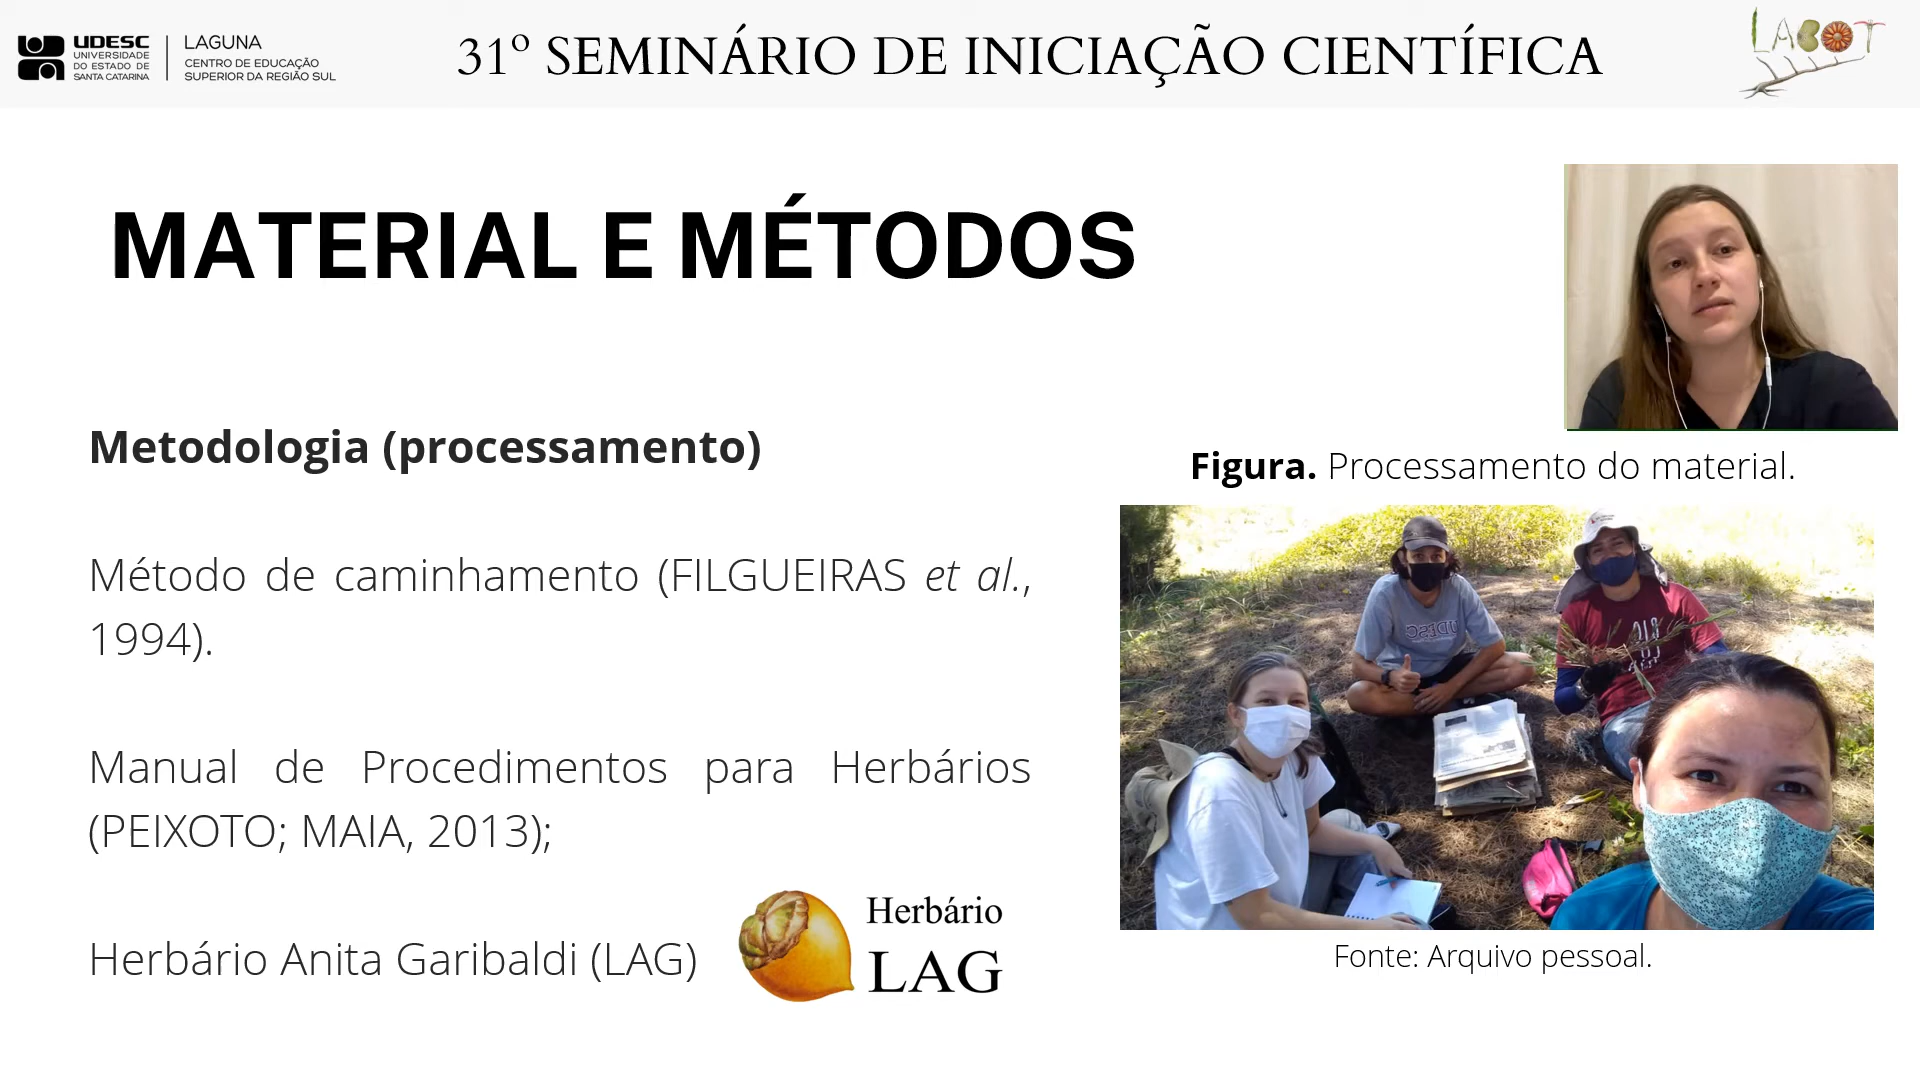 UDESC
UNIVERSIDADE
DO ESTADO DE
SANTA CATARINA
LAGUNA
CENTRO DE EDUCAÇÃO
SUPERIOR DA REGIÃO SUL
31º SEMINÁRIO DE INICIAÇÃO CIENTÍFICA
LABOT
MATERIAL E MÉTODOS
Metodologia (processamento)
Método de caminhamento (FILGUEIRAS et al.,
1994).
Manual de Procedimentos para Herbários
(PEIXOTO; MAIA, 2013);
Herbário Anita Garibaldi (LAG)
Herbário
LAG
Figura. Processamento do material.
UDESC
Fonte: Arquivo pessoal.